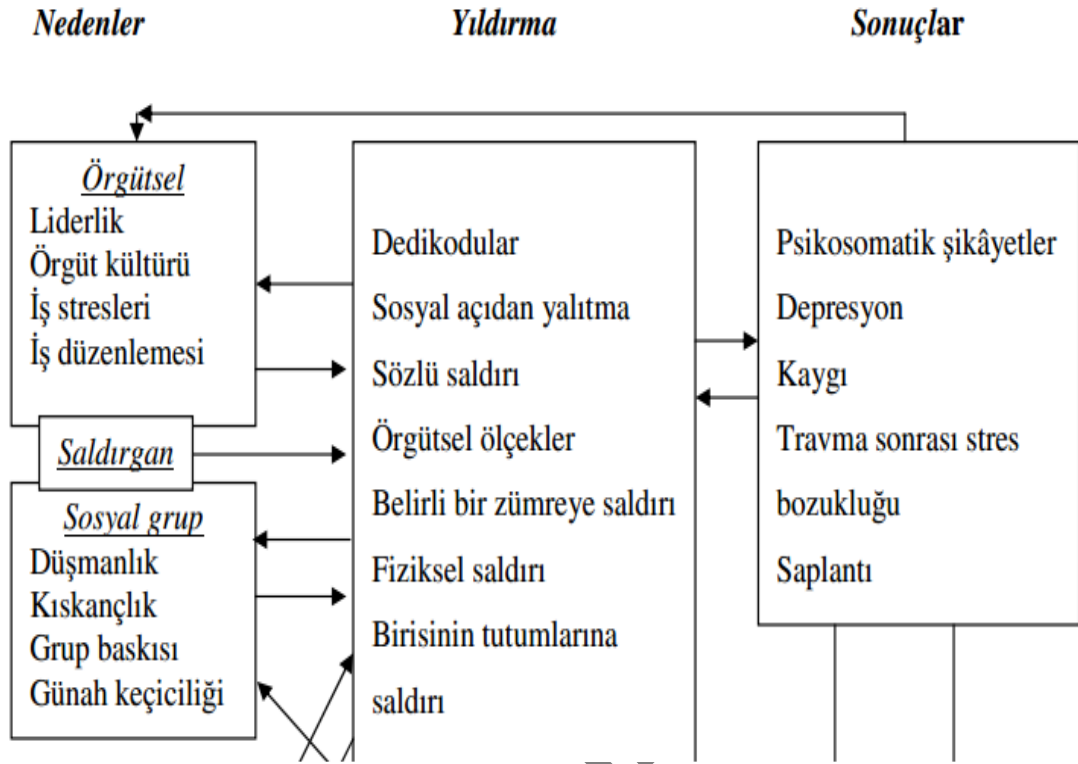 Nedenler
Yıldırma
Sonuçlar
Örgütsel
Liderlik
Örgüt kültürü
İş stresleri
İş düzenlemesi
Saldırgan
Sosyal grup
Düşmanlık
Kıskançlık
Grup baskısı
Günah keçiciliği
Dedikodular
Sosyal açıdan yalıtma
Sözlü saldırı
Örgütsel ölçekler
Belirli bir zümreye saldırı
Fiziksel saldırı
Birisinin tutumlarına
saldırı
Psikosomatik şikâyetler
Depresyon
Kaygı
Travma sonrası stres
bozukluğu
Saplantı